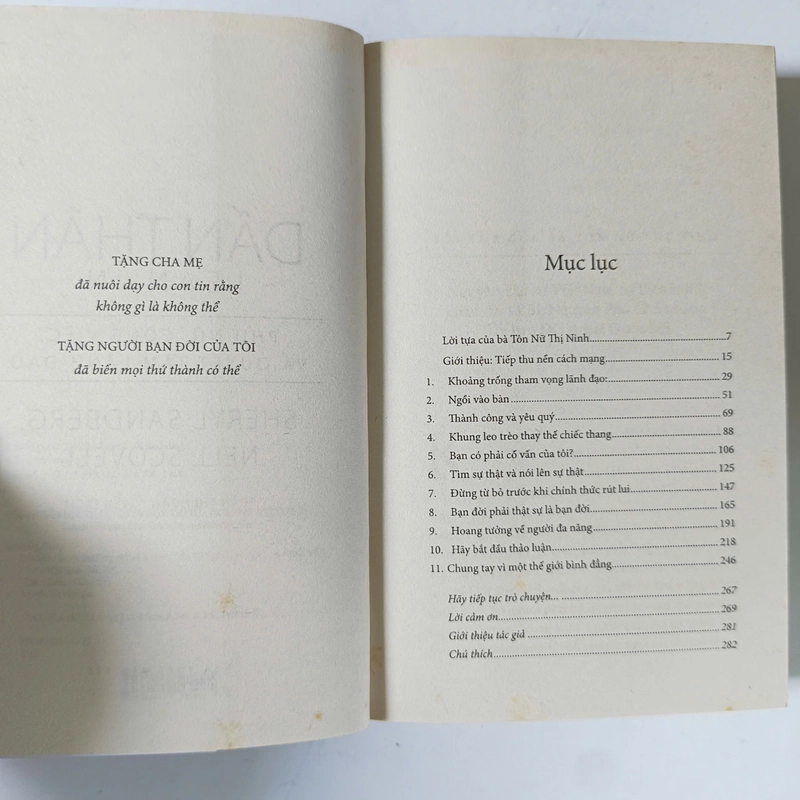 TẶNG CHA MẸ
đã nuôi dạy cho con tin rằng
không gì là không thể
TẶNG NGƯỜI BẠN ĐỜI CỦA TÔI
đã biến mọi thứ thành có thể
Mục lục
Lời tựa của bà Tôn Nữ Thị Ninh 7
Giới thiệu: Tiếp thu nền cách mạng 15
1. Khoảng trống tham vọng lãnh đạo: 29
2. Ngồi vào bàn 51
3. Thành công và yêu quý 69
4. Khung leo trèo thay thế chiếc thang 88
5. Bạn có phải cố vấn của tôi? 106
6. Tìm sự thật và nói lên sự thật 125
7. Đừng từ bỏ trước khi chính thức rút lui 147
8. Bạn đời phải thật sự là bạn đời 165
9. Hoang tưởng về người đa năng 191
10. Hãy bắt đầu thảo luận 218
11. Chung tay vì một thế giới bình đẳng 246
Hãy tiếp tục trò chuyện... 267
Lời cảm ơn 269
Giới thiệu tác giả 281
Chú thích 282